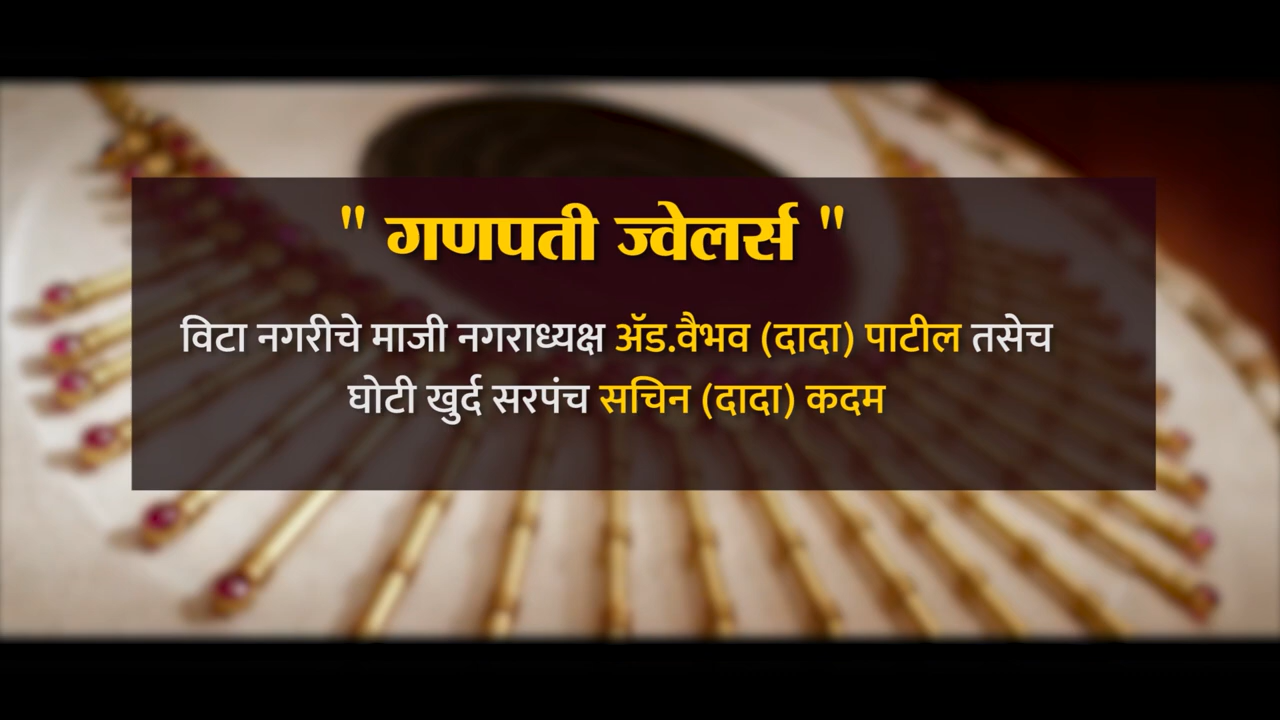 " गणपती ज्वेलर्स "
विटा नगरीचे माजी नगराध्यक्ष ॲड.वैभव (दादा) पाटील तसेच
घोटी खुर्द सरपंच सचिन (दादा) कदम